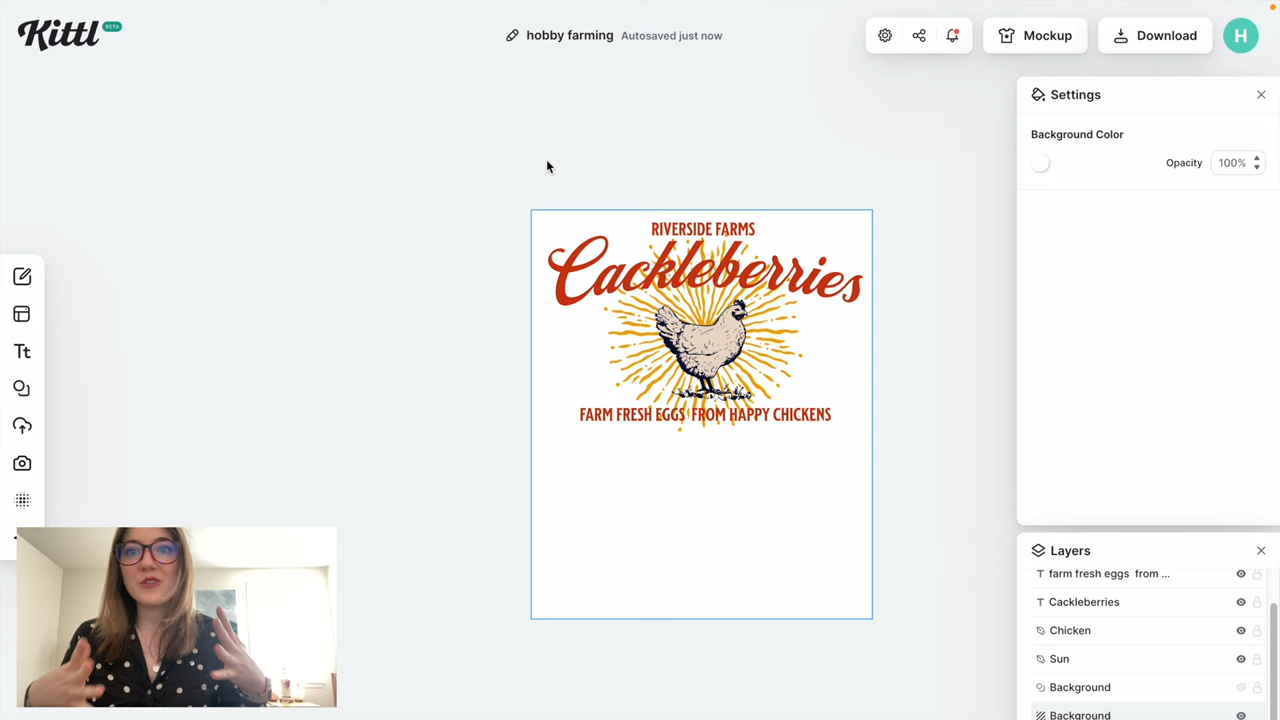 Kittl BETA
hobby farming Autosaved just now
Mockup
Download
H
Settings
Background Color
Opacity 100%
RIVERSIDE FARMS
Cackleberries
FARM FRESH EGGS FROM HAPPY CHICKENS
Tt
Layers
T farm fresh eggs from ...
T Cackleberries
Chicken
Sun
Background
Background